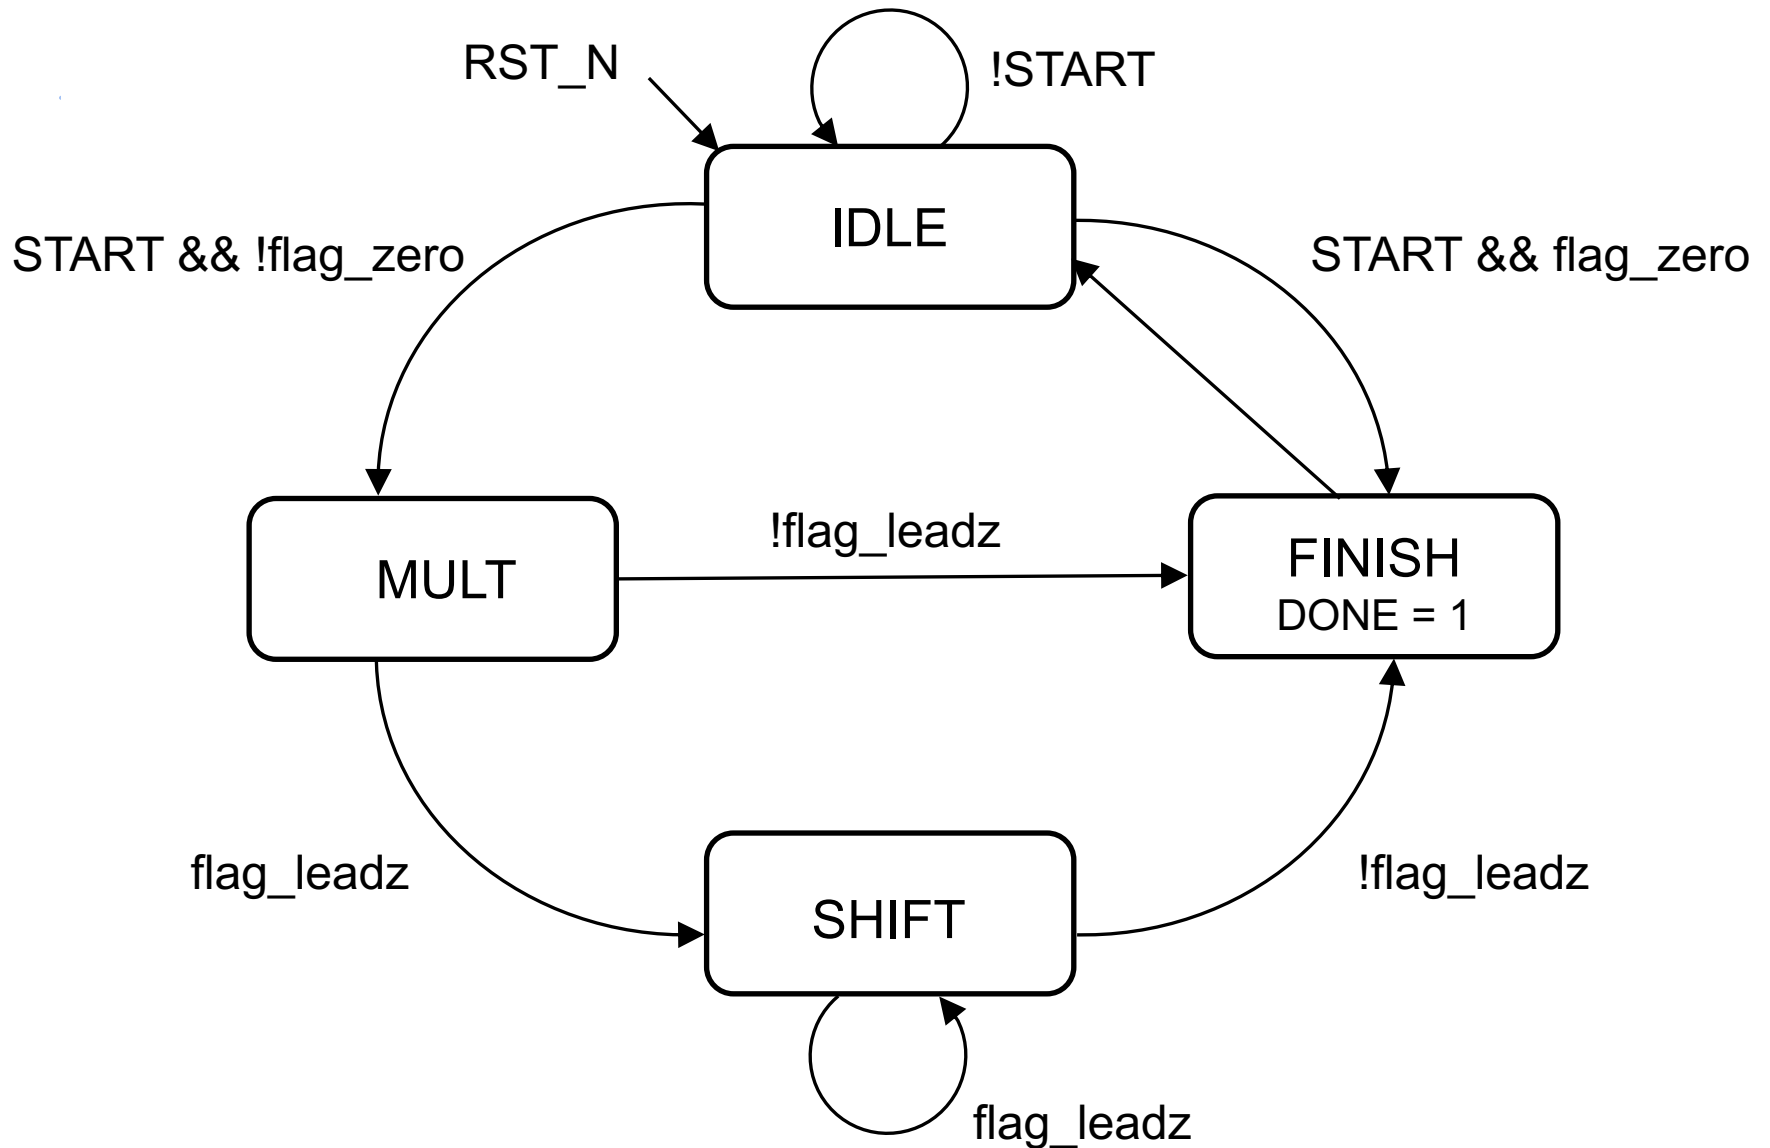 RST_N
!START
IDLE
START && !flag_zero
START && flag_zero
!flag_leadz
MULT
FINISH
DONE = 1
flag_leadz
!flag_leadz
SHIFT
flag_leadz